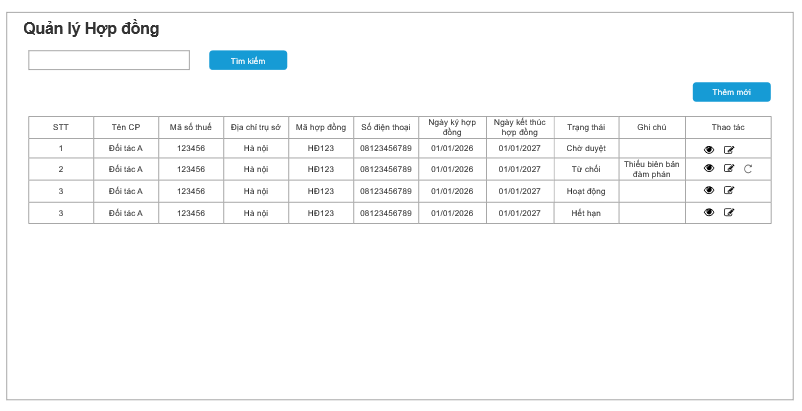 Quản lý Hợp đồng
Tìm kiếm
Thêm mới
STT Tên CP Mã số thuế Địa chỉ trụ sở Mã hợp đồng Số điện thoại Ngày ký hợp đồng Ngày kết thúc hợp đồng Trạng thái Ghi chú Thao tác
1 Đối tác A 123456 Hà nội HĐ123 08123456789 01/01/2026 01/01/2027 Chờ duyệt
2 Đối tác A 123456 Hà nội HĐ123 08123456789 01/01/2026 01/01/2027 Từ chối Thiếu biên bản đàm phán
3 Đối tác A 123456 Hà nội HĐ123 08123456789 01/01/2026 01/01/2027 Hoạt động
3 Đối tác A 123456 Hà nội HĐ123 08123456789 01/01/2026 01/01/2027 Hết hạn